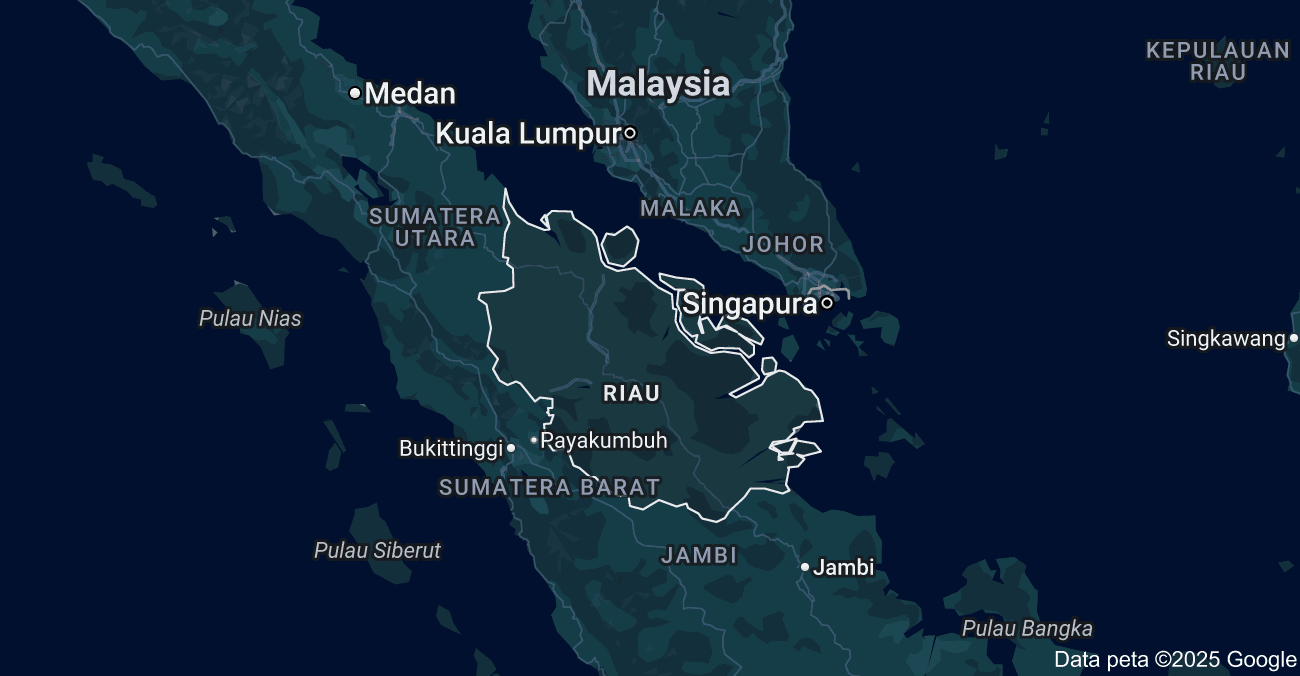 KEPULAUAN
RIAU
Malaysia
Medan
Kuala Lumpur
MALAKA
SUMATERA
UTARA
JOHOR
Singapura
Pulau Nias
Singkawang
RIAU
Payakumbuh
Bukittinggi
SUMATERA BARAT
Pulau Siberut
JAMBI
Jambi
Pulau Bangka
Data peta ©2025 Google